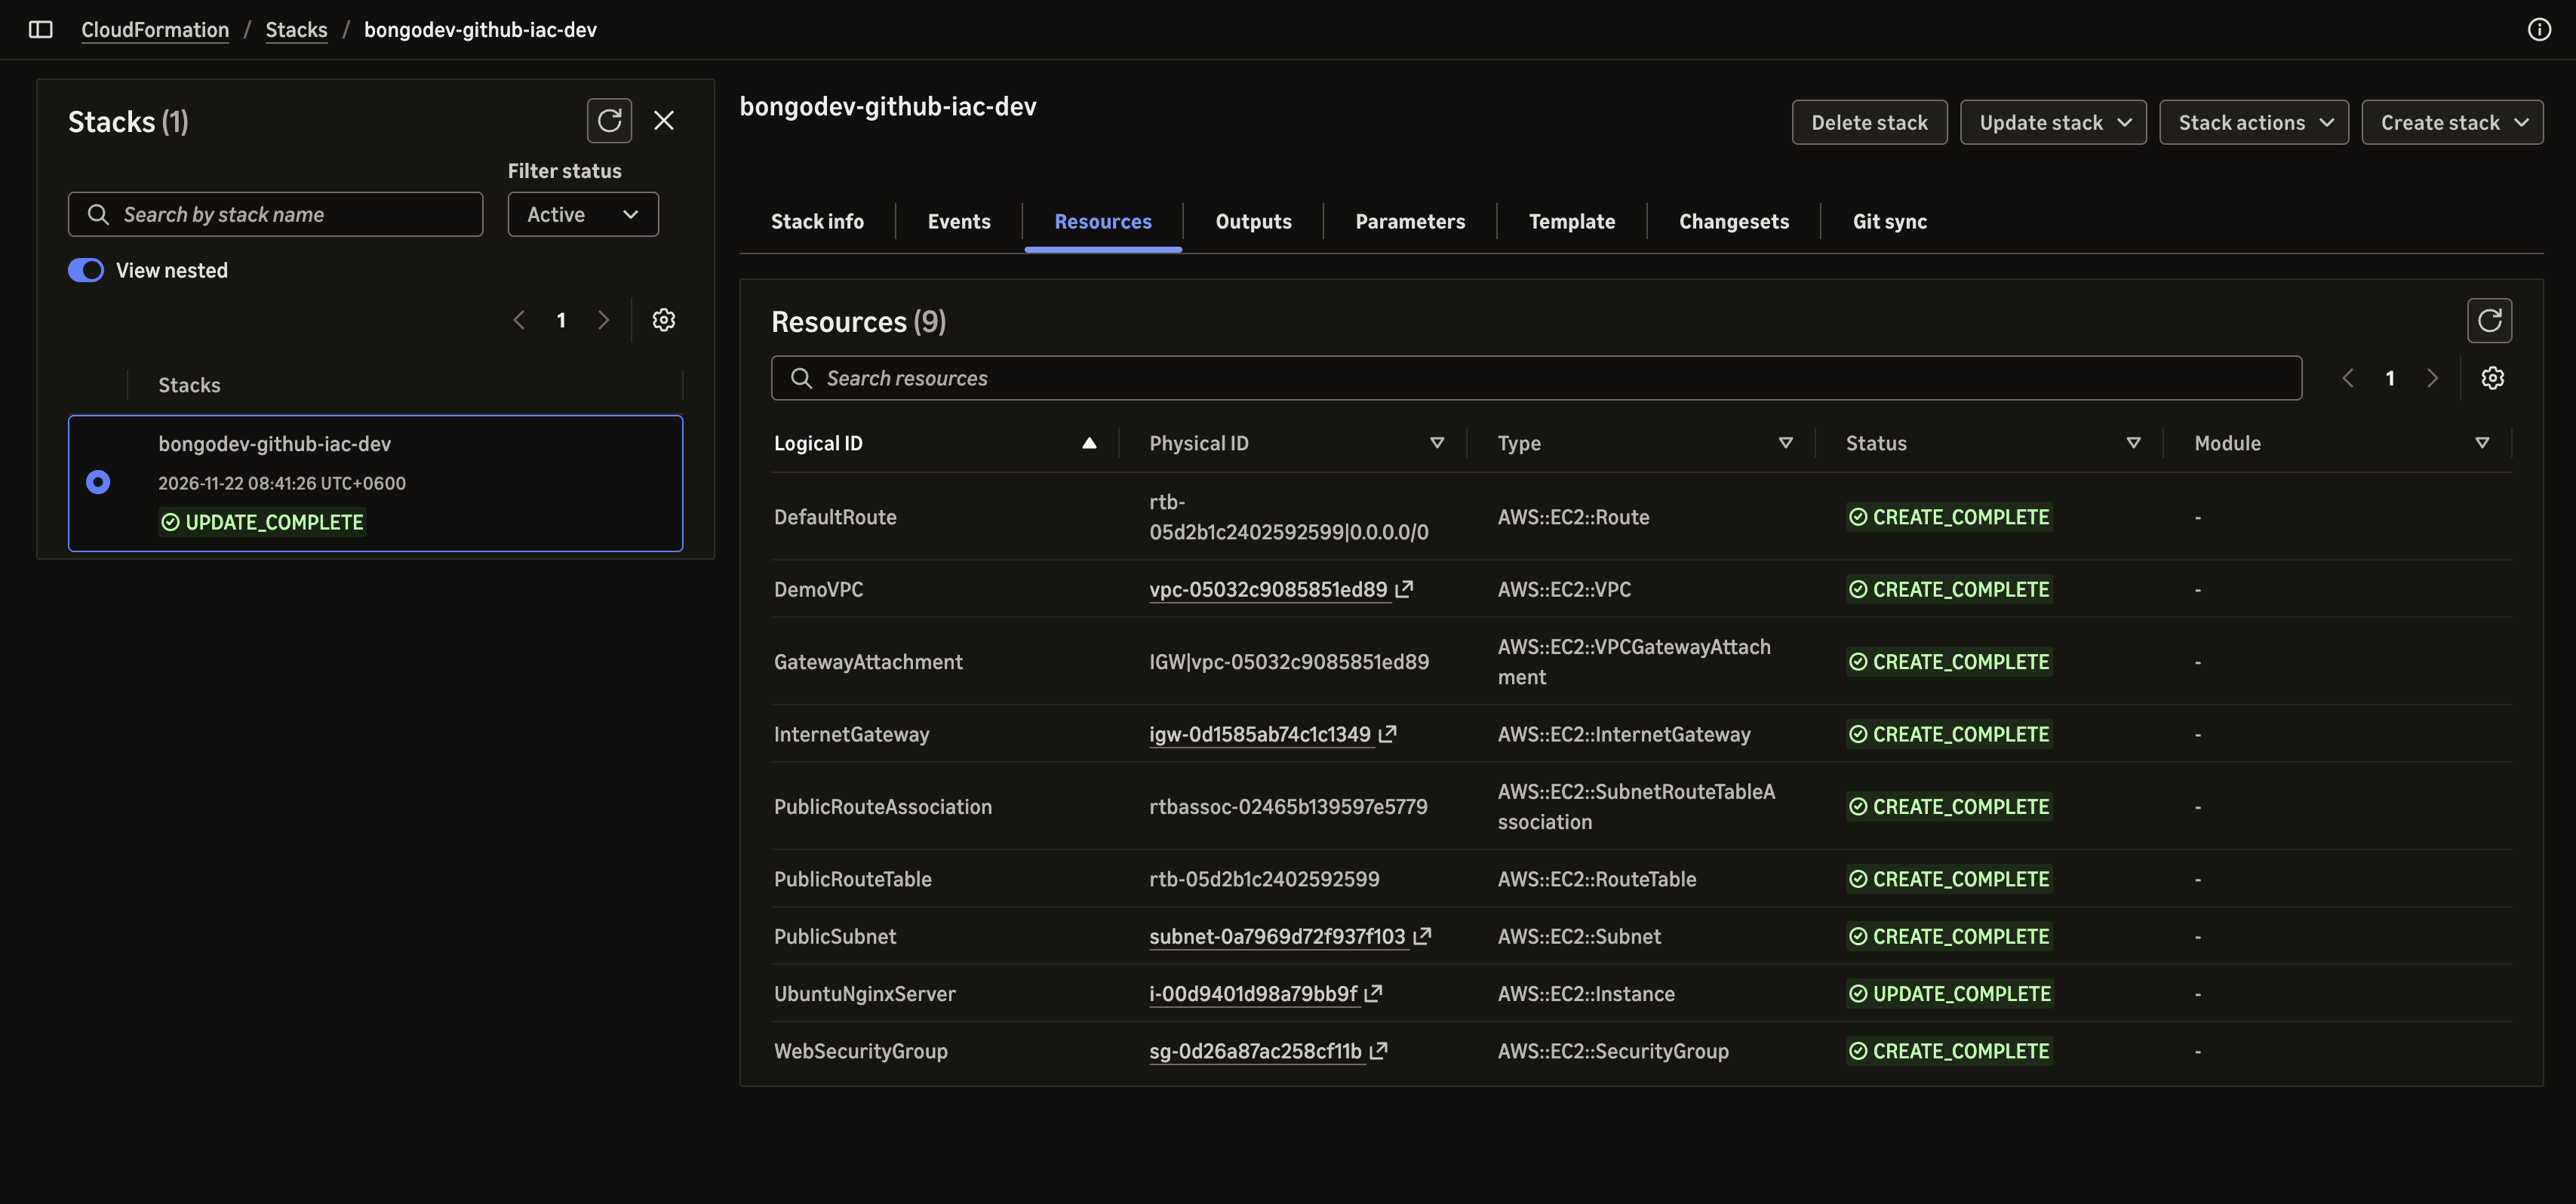 CloudFormation / Stacks / bongodev-github-iac-dev
Stacks (1)
Filter status
Search by stack name
Active
View nested
1
Stacks
bongodev-github-iac-dev
2026-11-22 08:41:26 UTC+0600
UPDATE_COMPLETE
bongodev-github-iac-dev
Delete stack
Update stack
Stack actions
Create stack
Stack info
Events
Resources
Outputs
Parameters
Template
Changesets
Git sync
Resources (9)
Search resources
1
Logical ID
Physical ID
Type
Status
Module
DefaultRoute
rtb-
05d2b1c2402592599|0.0.0.0/0
AWS::EC2::Route
CREATE_COMPLETE
-
DemoVPC
vpc-05032c9085851ed89
AWS::EC2::VPC
CREATE_COMPLETE
-
GatewayAttachment
IGW|vpc-05032c9085851ed89
AWS::EC2::VPCGatewayAttach
ment
CREATE_COMPLETE
-
InternetGateway
igw-0d1585ab74c1c1349
AWS::EC2::InternetGateway
CREATE_COMPLETE
-
PublicRouteAssociation
rtbassoc-02465b139597e5779
AWS::EC2::SubnetRouteTableA
ssociation
CREATE_COMPLETE
-
PublicRouteTable
rtb-05d2b1c2402592599
AWS::EC2::RouteTable
CREATE_COMPLETE
-
PublicSubnet
subnet-0a7969d72f937f103
AWS::EC2::Subnet
CREATE_COMPLETE
-
UbuntuNginxServer
i-00d9401d98a79bb9f
AWS::EC2::Instance
UPDATE_COMPLETE
-
WebSecurityGroup
sg-0d26a87ac258cf11b
AWS::EC2::SecurityGroup
CREATE_COMPLETE
-